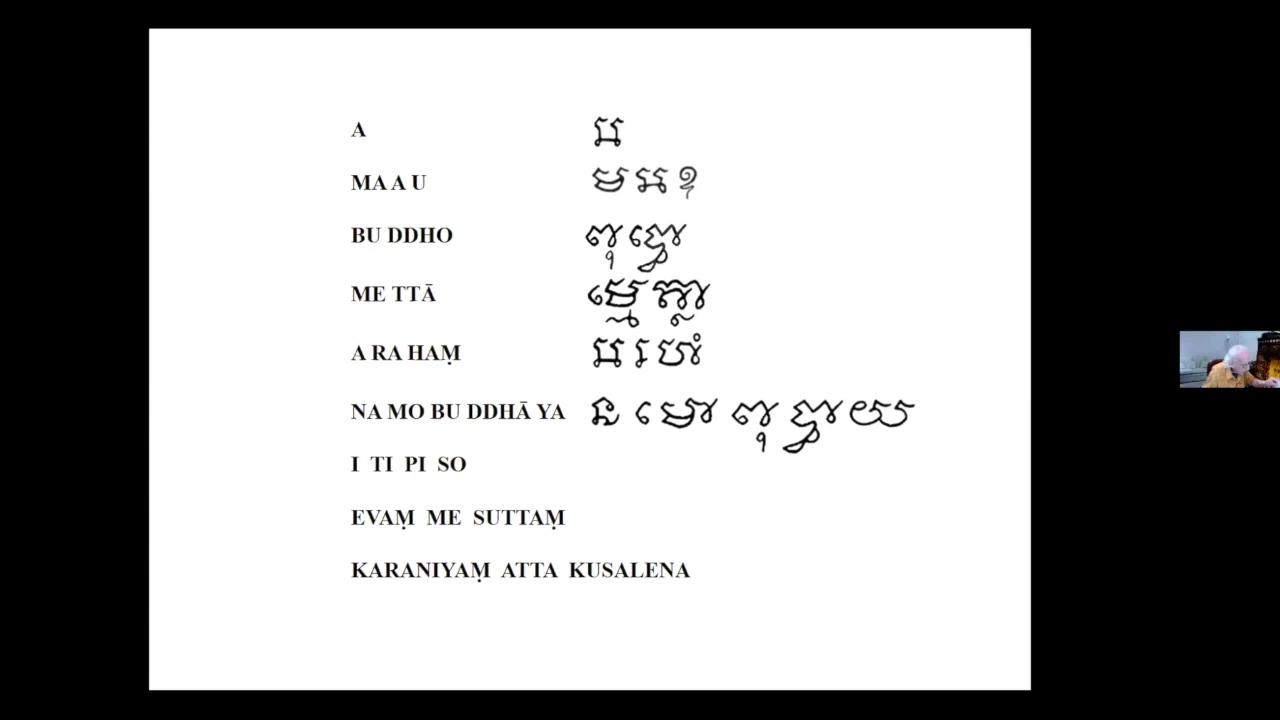 A អ
MA A U ម អ ឧ
BU DDHO ពុ ទ្ធោ
ME TTĀ មេ ត្តា
A RA HAṂ អ រ ហំ
NA MO BU DDHĀ YA ន មោ ពុ ទ្ធា យ
I TI PI SO
EVAṂ ME SUTTAṂ
KARANIYAṂ ATTA KUSALENA